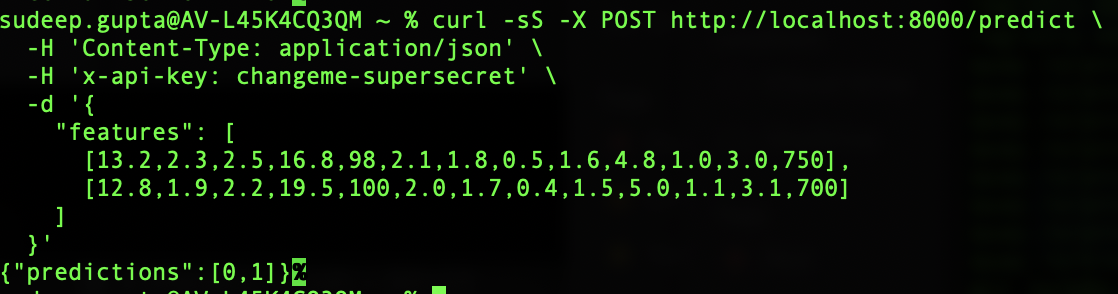 sudeep.gupta@AV-L45K4CQ3QM ~ % curl -sS -X POST http://localhost:8000/predict \
-H 'Content-Type: application/json' \
-H 'x-api-key: changeme-supersecret' \
-d '{
"features": [
[13.2,2.3,2.5,16.8,98,2.1,1.8,0.5,1.6,4.8,1.0,3.0,750],
[12.8,1.9,2.2,19.5,100,2.0,1.7,0.4,1.5,5.0,1.1,3.1,700]
]
}'
{"predictions":[0,1]}%